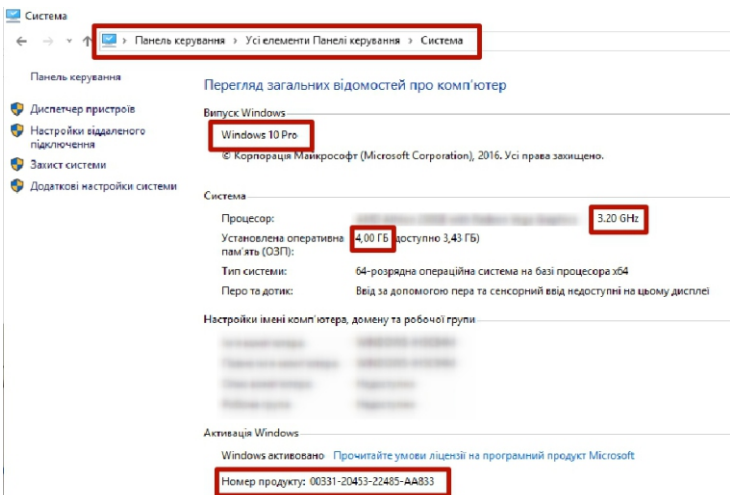 Система
Панель керування › Усі елементи Панелі керування › Система
Панель керування
Диспетчер пристроїв
Настройки віддаленого
підключення
Захист системи
Додаткові настройки системи
Перегляд загальних відомостей про комп'ютер
Випуск Windows
Windows 10 Pro
© Корпорація Майкрософт (Microsoft Corporation), 2016. Усі права захищено.
Система
Процесор: 3.20 GHz
Установлена оперативна 4,00 ГБ (доступно 3,43 ГБ)
пам'ять (ОЗП):
Тип системи: 64-розрядна операційна система на базі процесора x64
Перо та дотик: Ввід за допомогою пера та сенсорний ввід недоступні на цьому дисплеї
Настройки імені комп'ютера, домену та робочої групи
Активація Windows
Windows активовано Прочитайте умови ліцензії на програмний продукт Microsoft
Номер продукту: 00331-20453-22485-AA833